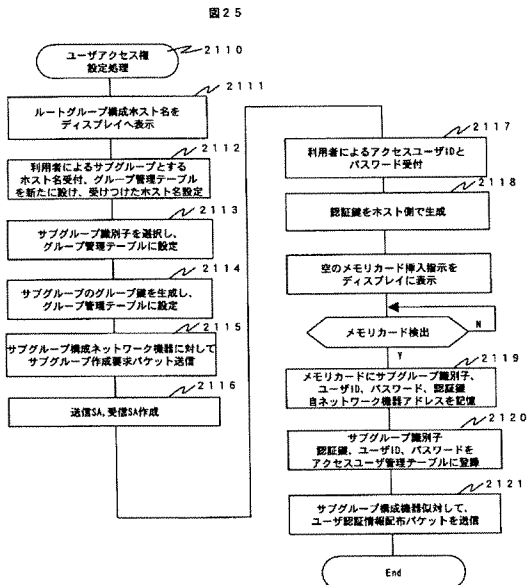 図25
ユーザアクセス権
設定処理
2110
2111
ルートグループ構成ホスト名を
ディスプレイへ表示
2112
利用者によるサブグループとする
ホスト名受付、グループ管理テーブル
を新たに設け、受けつけたホスト名設定
2113
サブグループ識別子を選択し、
グループ管理テーブルに設定
2114
サブグループのグループ鍵を生成し、
グループ管理テーブルに設定
2115
サブグループ構成ネットワーク機器に対して
サブグループ作成要求パケット送信
2116
送信SA,受信SA作成
2117
利用者によるアクセスユーザIDと
パスワード受付
2118
認証鍵をホスト側で生成
空のメモリカード挿入指示を
ディスプレイに表示
メモリカード検出
N
Y
2119
メモリカードにサブグループ識別子、
ユーザID、パスワード、認証鍵
自ネットワーク機器アドレスを記憶
2120
サブグループ識別子
認証鍵、ユーザID、パスワードを
アクセスユーザ管理テーブルに登録
2121
サブグループ構成機器似対して、
ユーザ認証情報配布パケットを送信
End